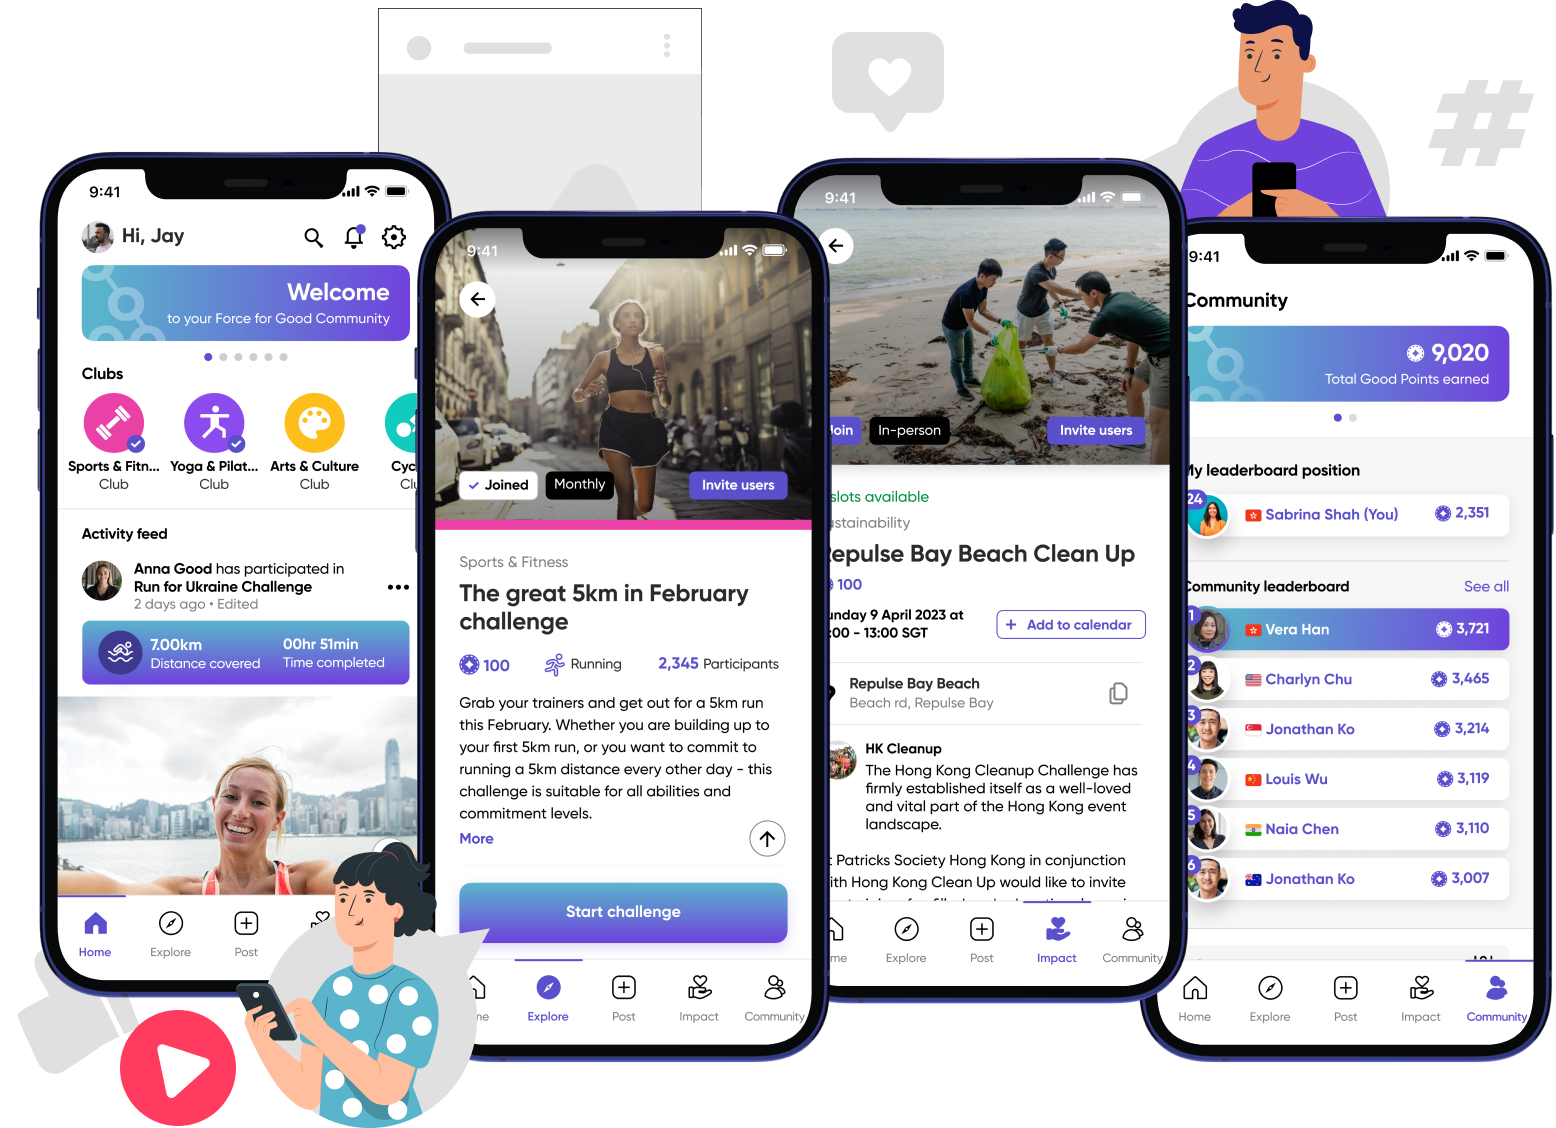 9:41
Hi, Jay
Welcome
to your Force for Good Community
Clubs
Sports & Fitn...
Club
Yoga & Pilat...
Club
Arts & Culture
Club
Cyc
Clu
Activity feed
Anna Good has participated in
Run for Ukraine Challenge
2 days ago • Edited
7.00km
Distance covered
00hr 51min
Time completed
Home
Explore
Post
9:41
Joined
Monthly
Invite users
Sports & Fitness
The great 5km in February
challenge
100
Running
2,345 Participants
Grab your trainers and get out for a 5km run
this February. Whether you are building up to
your first 5km run, or you want to commit to
running a 5km distance every other day - this
challenge is suitable for all abilities and
commitment levels.
More
Start challenge
me
Explore
Post
Impact
Community
9:41
Join
In-person
Invite users
slots available
ustainability
Repulse Bay Beach Clean Up
100
unday 9 April 2023 at
:00 - 13:00 SGT
+ Add to calendar
Repulse Bay Beach
Beach rd, Repulse Bay
HK Cleanup
The Hong Kong Cleanup Challenge has
firmly established itself as a well-loved
and vital part of the Hong Kong event
landscape.
t Patricks Society Hong Kong in conjunction
ith Hong Kong Clean Up would like to invite
me
Explore
Post
Impact
Community
9:41
Community
9,020
Total Good Points earned
My leaderboard position
24
Sabrina Shah (You)
2,351
Community leaderboard
See all
1
Vera Han
3,721
2
Charlyn Chu
3,465
3
Jonathan Ko
3,214
4
Louis Wu
3,119
5
Naia Chen
3,110
6
Jonathan Ko
3,007
Home
Explore
Post
Impact
Community
#